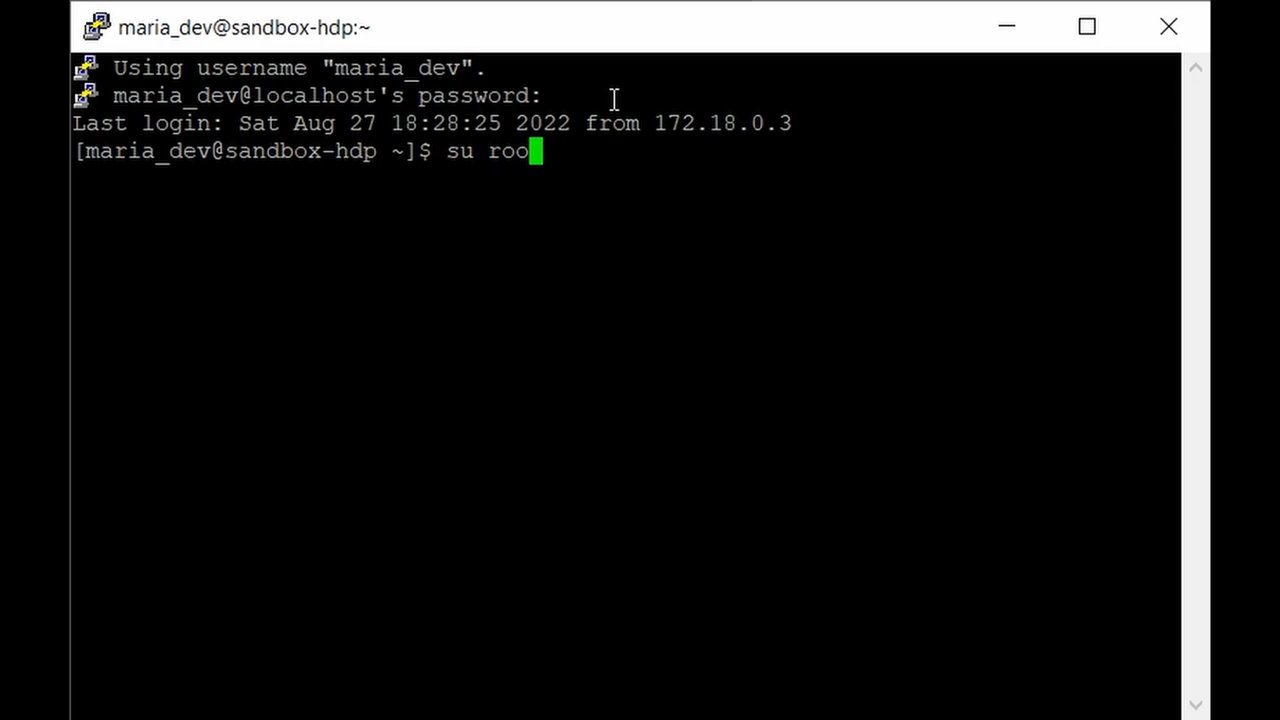 maria_dev@sandbox-hdp:~
Using username "maria_dev".
maria_dev@localhost's password:
Last login: Sat Aug 27 18:28:25 2022 from 172.18.0.3
[maria_dev@sandbox-hdp ~]$ su roo